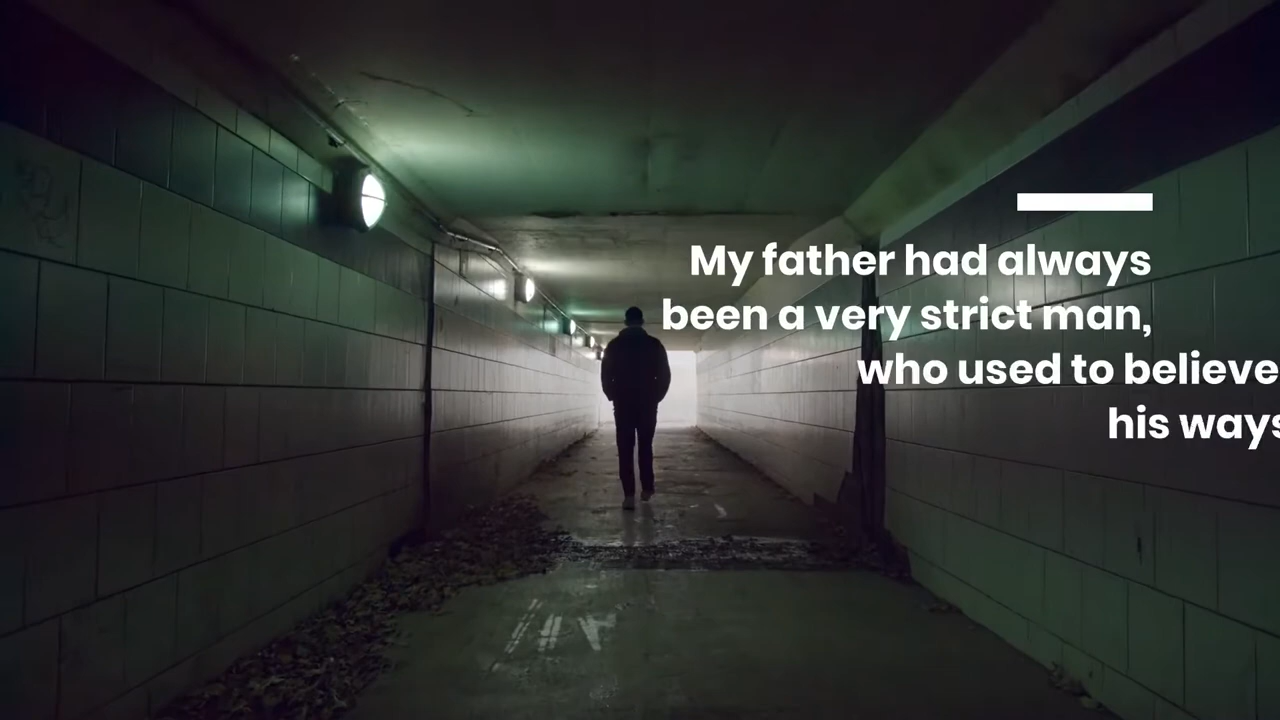 My father had always
been a very strict man,
who used to believe
his ways